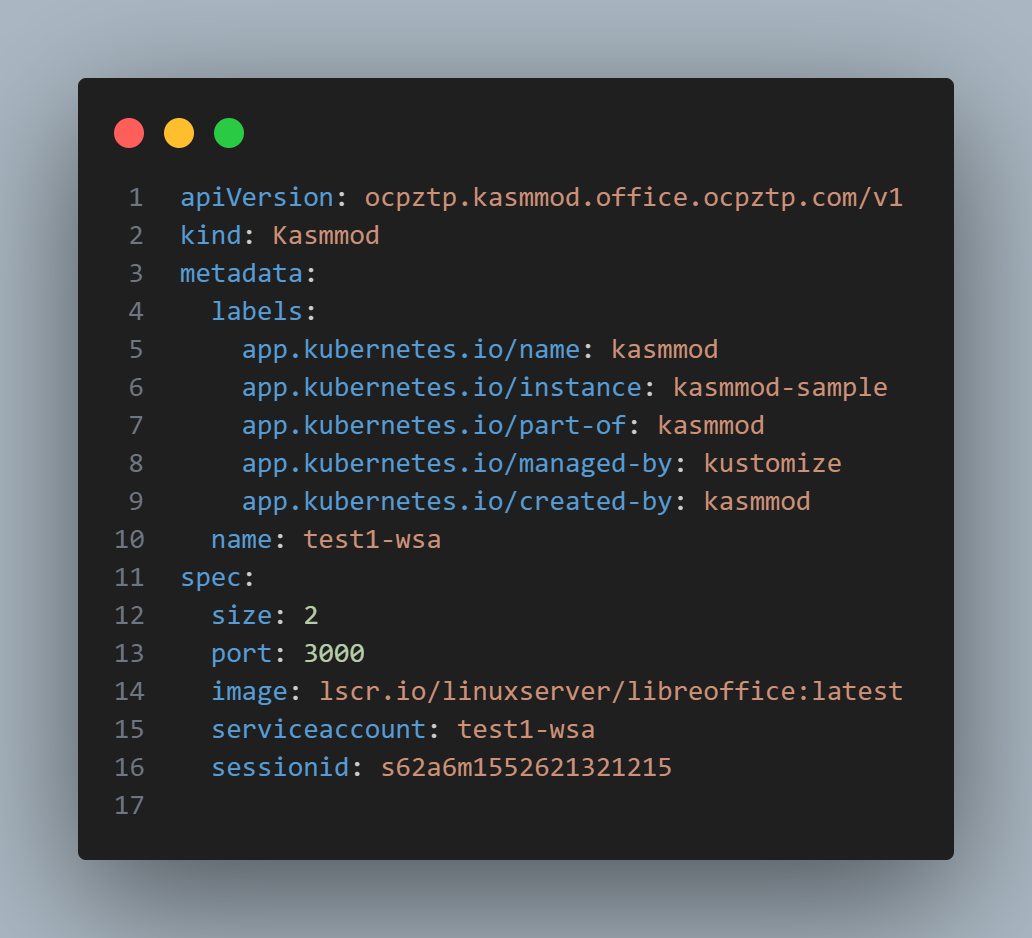 1 apiVersion: ocpztp.kasmmod.office.ocpztp.com/v1
2 kind: Kasmmod
3 metadata:
4   labels:
5     app.kubernetes.io/name: kasmmod
6     app.kubernetes.io/instance: kasmmod-sample
7     app.kubernetes.io/part-of: kasmmod
8     app.kubernetes.io/managed-by: kustomize
9     app.kubernetes.io/created-by: kasmmod
10   name: test1-wsa
11 spec:
12   size: 2
13   port: 3000
14   image: lscr.io/linuxserver/libreoffice:latest
15   serviceaccount: test1-wsa
16   sessionid: s62a6m1552621321215
17